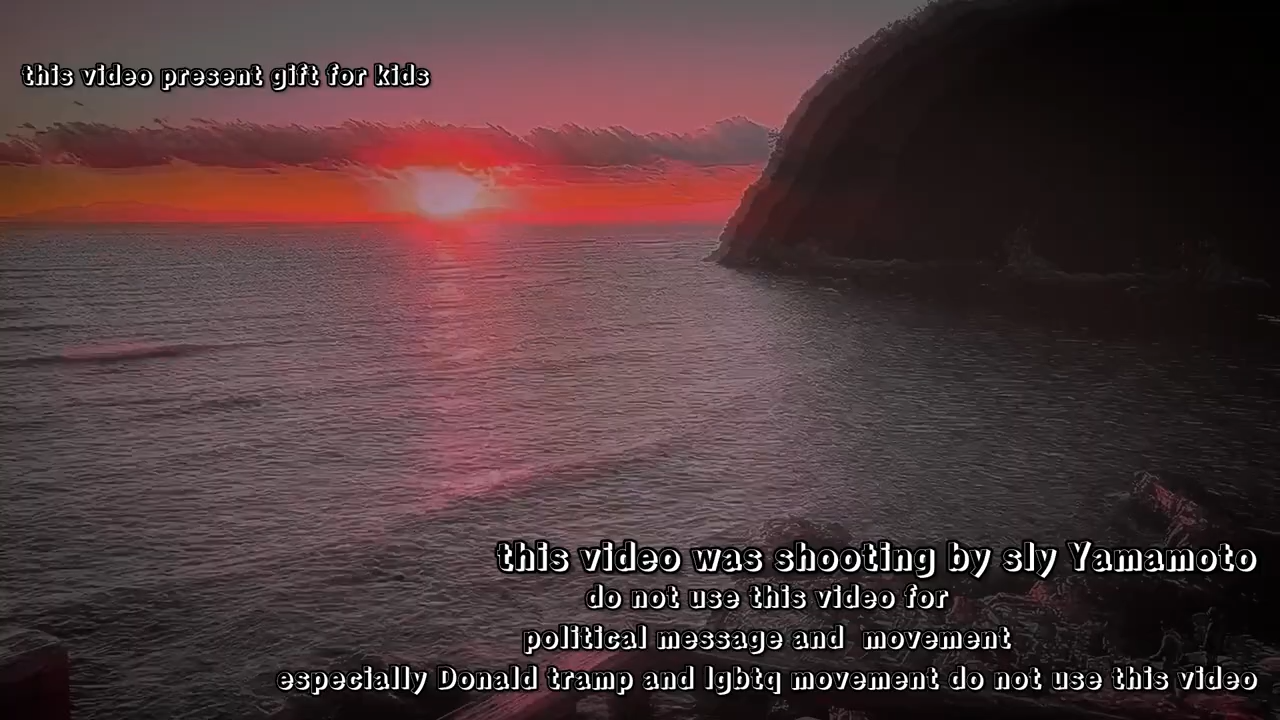 this video present gift for kids
this video was shooting by sly Yamamoto
do not use this video for
political message and movement
especially Donald tramp and lgbtq movement do not use this video